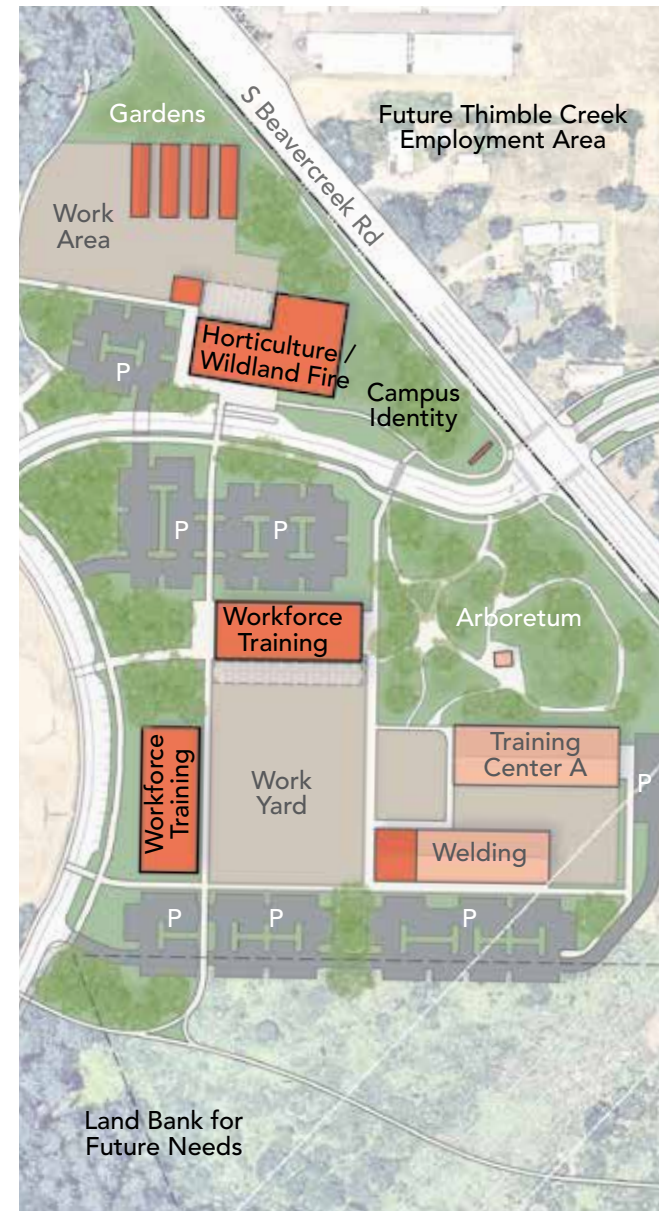 Gardens
S Beavercreek Rd
Future Thimble Creek
Employment Area
Work
Area
Horticulture /
Wildland Fire
P
Campus
Identity
P
P
Workforce
Training
Arboretum
Workforce
Training
Work
Yard
Training
Center A
P
Welding
P
P
P
Land Bank for
Future Needs